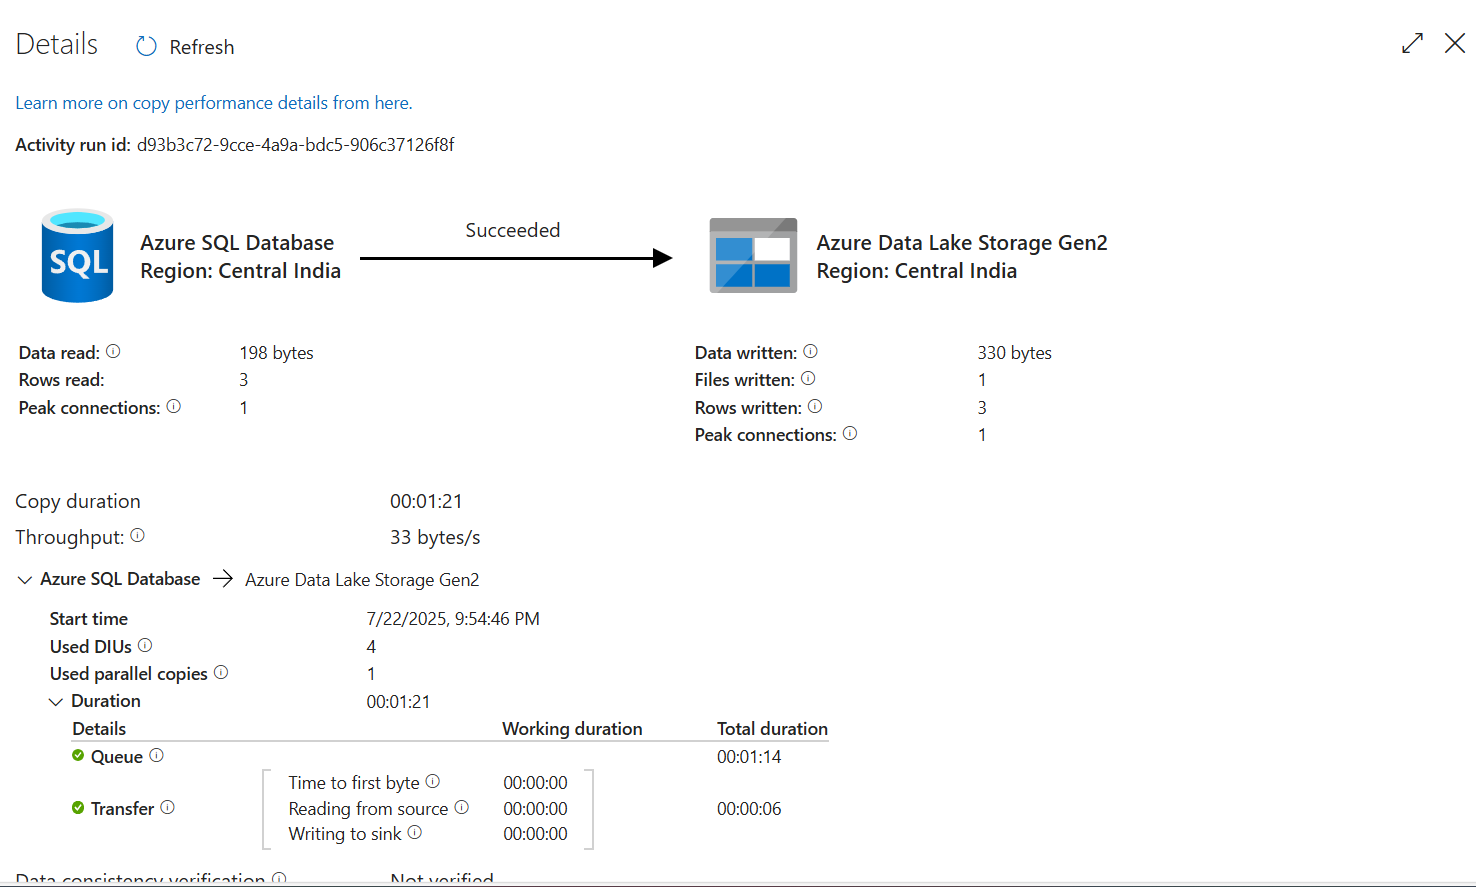 Details Refresh
Learn more on copy performance details from here.
Activity run id: d93b3c72-9cce-4a9a-bdc5-906c37126f8f
Succeeded
SQL
Azure SQL Database
Region: Central India
Azure Data Lake Storage Gen2
Region: Central India
Data read: 198 bytes
Rows read: 3
Peak connections: 1
Data written: 330 bytes
Files written: 1
Rows written: 3
Peak connections: 1
Copy duration 00:01:21
Throughput: 33 bytes/s
Azure SQL Database → Azure Data Lake Storage Gen2
Start time 7/22/2025, 9:54:46 PM
Used DIUs 4
Used parallel copies 1
Duration 00:01:21
Details Working duration Total duration
Queue 00:01:14
Time to first byte 00:00:00
Transfer Reading from source 00:00:00 00:00:06
Writing to sink 00:00:00
Data consistency verification Not verified